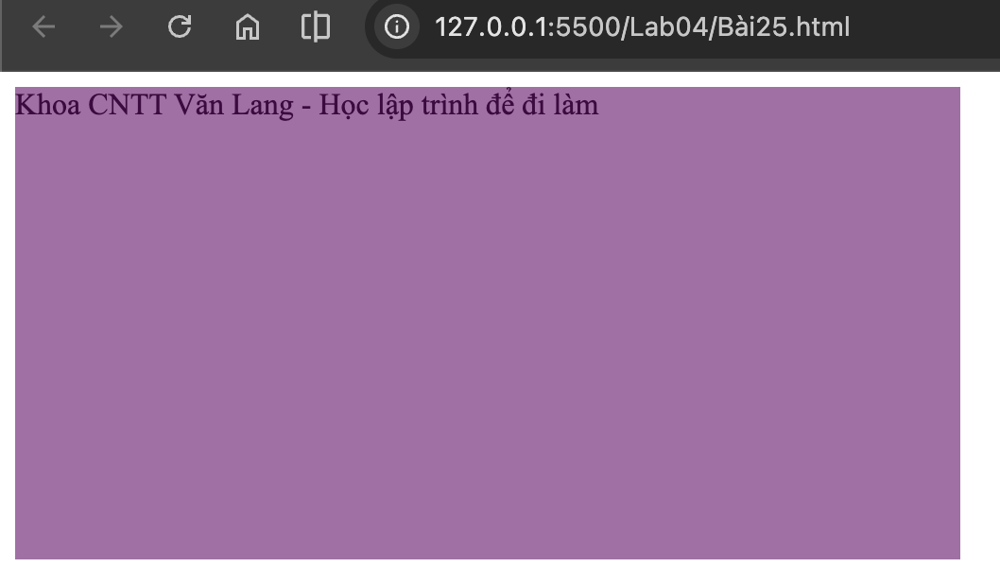 127.0.0.1:5500/Lab04/Bài25.html
Khoa CNTT Văn Lang - Học lập trình để đi làm